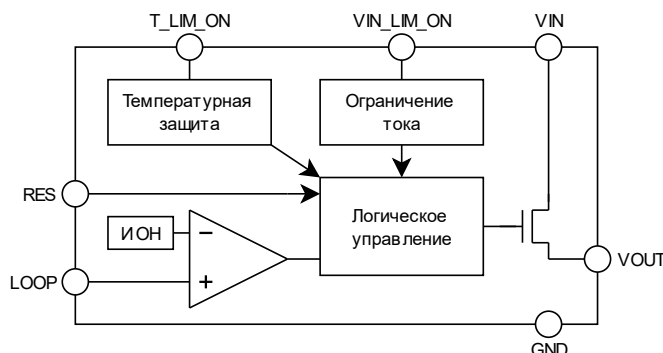 T_LIM_ON
VIN_LIM_ON
VIN
Температурная
защита
Ограничение
тока
RES
Логическое
управление
ИОН
−
+
LOOP
VOUT
GND